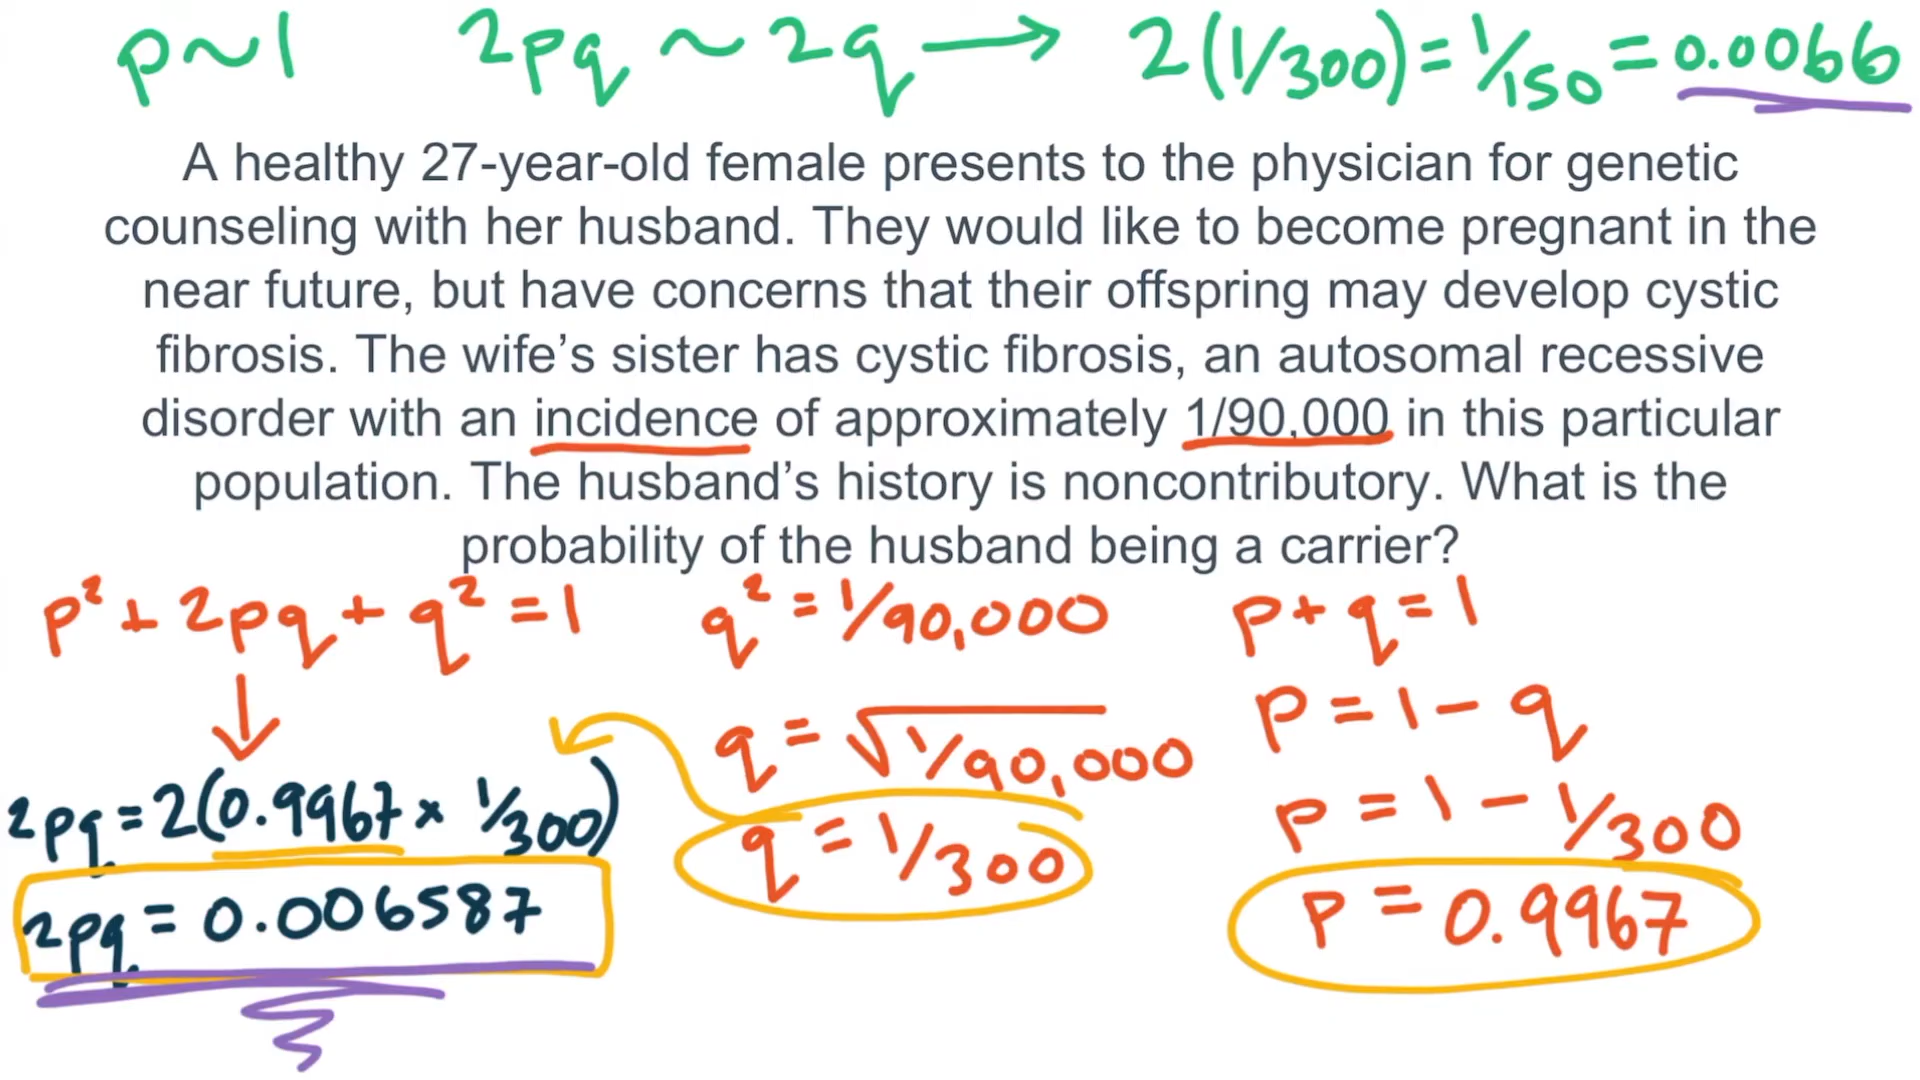 p~1 2pq ~ 2q → 2(1/300) = 1/150 = 0.0066
A healthy 27-year-old female presents to the physician for genetic
counseling with her husband. They would like to become pregnant in the
near future, but have concerns that their offspring may develop cystic
fibrosis. The wife’s sister has cystic fibrosis, an autosomal recessive
disorder with an incidence of approximately 1/90,000 in this particular
population. The husband’s history is noncontributory. What is the
probability of the husband being a carrier?
p² + 2pq + q² = 1
2pq = 2(0.9967 × 1/300)
2pq = 0.006587
q² = 1/90,000
q = √1/90,000
q = 1/300
p + q = 1
p = 1 - q
p = 1 - 1/300
p = 0.9967